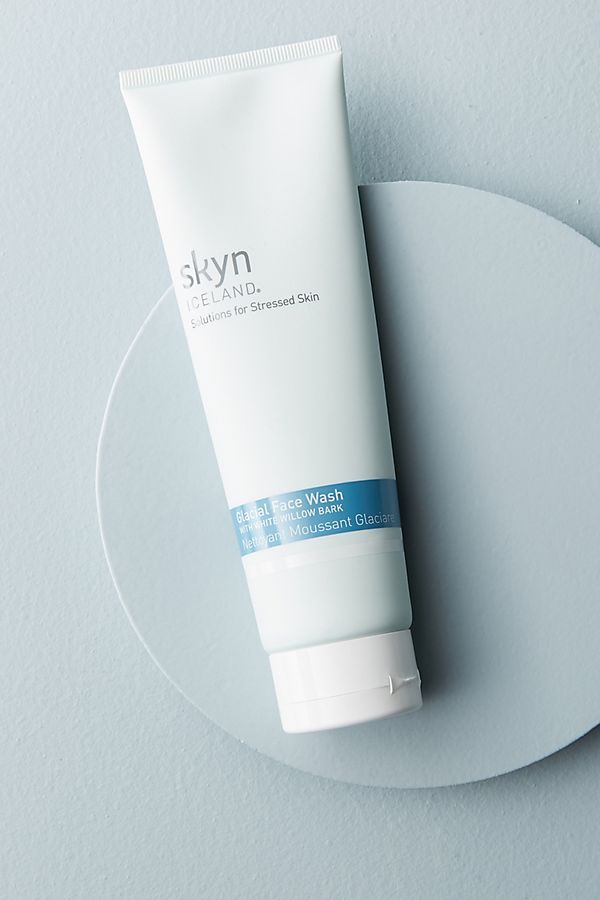 skyn
ICELAND®
Solutions for Stressed Skin
Glacial Face Wash
WITH WHITE WILLOW BARK
Nettoyant Moussant Glaciaire